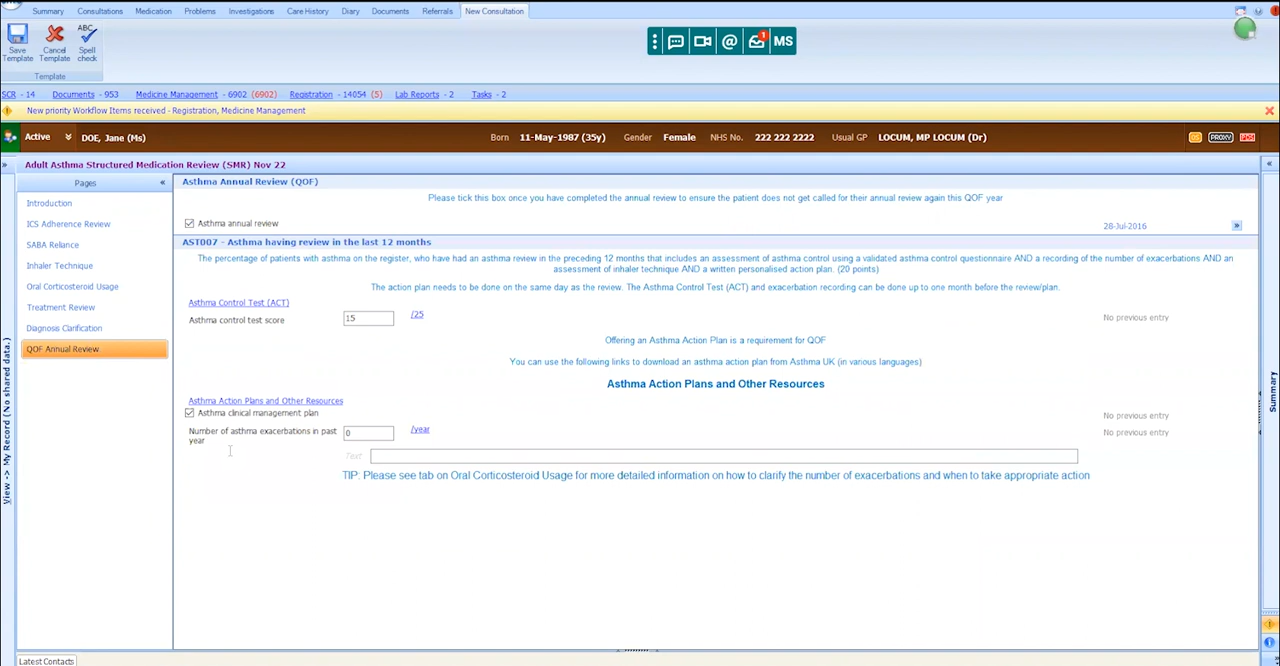 Summary Consultations Medication Problems Investigations Care History Diary Documents Referrals New Consultation
ABC
Save Template Cancel Template Spell check
Template
@ 1 MS
SCR - 14 Documents - 953 Medicine Management - 6902 (6902) Registration - 14054 (5) Lab Reports - 2 Tasks - 2
New priority Workflow Items received - Registration, Medicine Management
Active DOE, Jane (Ms) Born 11-May-1987 (35y) Gender Female NHS No. 222 222 2222 Usual GP LOCUM, MP LOCUM (Dr) PROXY
Adult Asthma Structured Medication Review (SMR) Nov 22
Pages
Introduction
ICS Adherence Review
SABA Reliance
Inhaler Technique
Oral Corticosteroid Usage
Treatment Review
Diagnosis Clarification
QOF Annual Review
Asthma Annual Review (QOF)
Please tick this box once you have completed the annual review to ensure the patient does not get called for their annual review again this QOF year
Asthma annual review 28-Jul-2016
AST007 - Asthma having review in the last 12 months
The percentage of patients with asthma on the register, who have had an asthma review in the preceding 12 months that includes an assessment of asthma control using a validated asthma control questionnaire AND a recording of the number of exacerbations AND an
assessment of inhaler technique AND a written personalised action plan. (20 points)
The action plan needs to be done on the same day as the review. The Asthma Control Test (ACT) and exacerbation recording can be done up to one month before the review/plan.
Asthma Control Test (ACT)
Asthma control test score 15 /25 No previous entry
Offering an Asthma Action Plan is a requirement for QOF
You can use the following links to download an asthma action plan from Asthma UK (in various languages)
Asthma Action Plans and Other Resources
Asthma Action Plans and Other Resources
Asthma clinical management plan No previous entry
Number of asthma exacerbations in past 0 /year No previous entry
year
Text
TIP: Please see tab on Oral Corticosteroid Usage for more detailed information on how to clarify the number of exacerbations and when to take appropriate action
View -> My Record (No shared data.)
Summary
Latest Contacts